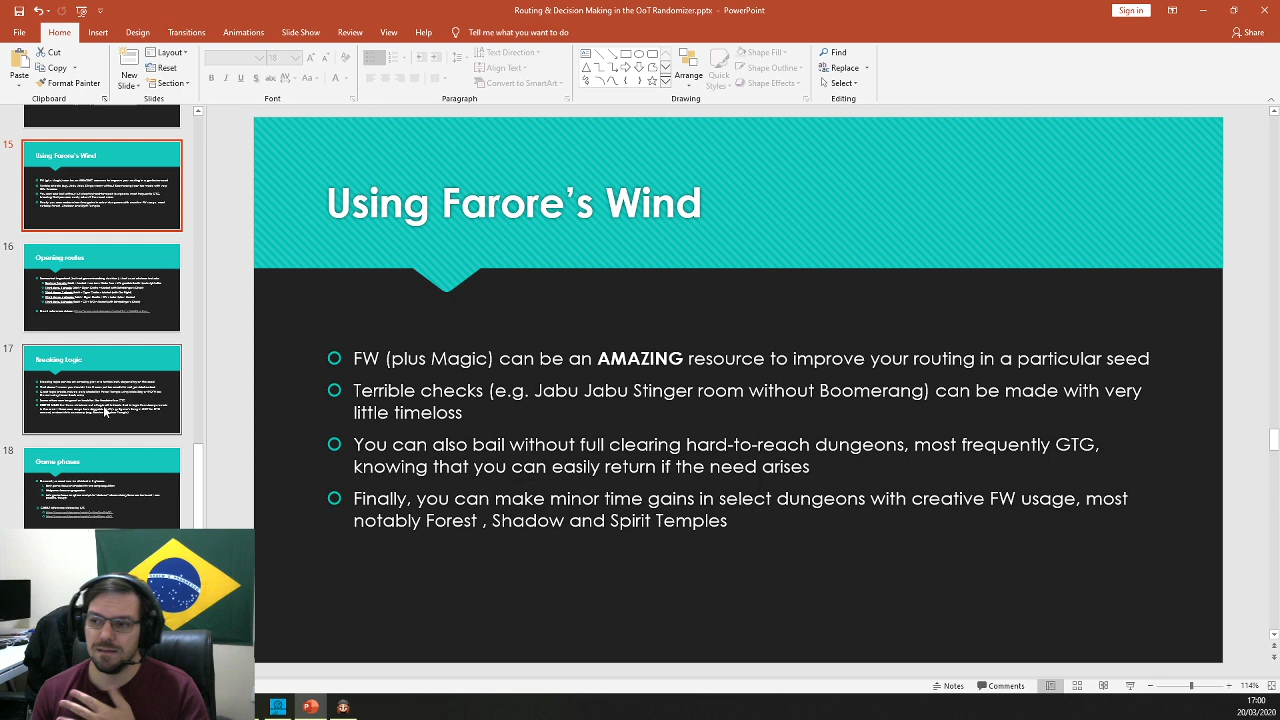 Routing & Decision Making in the OoT Randomizer.pptx - PowerPoint
Sign in
File Home Insert Design Transitions Animations Slide Show Review View Help Tell me what you want to do
Share
Paste
Cut
Copy
Format Painter
Clipboard
New
Slide
Layout
Reset
Section
Slides
18
Font
Text Direction
Align Text
Convert to SmartArt
Paragraph
Arrange
Quick
Styles
Shape Fill
Shape Outline
Shape Effects
Drawing
Find
Replace
Select
Editing
15
Using Farore's Wind
16
Opening routes
17
Breaking Logic
18
Game phases
Using Farore's Wind
FW (plus Magic) can be an AMAZING resource to improve your routing in a particular seed
Terrible checks (e.g. Jabu Jabu Stinger room without Boomerang) can be made with very
little timeloss
You can also bail without full clearing hard-to-reach dungeons, most frequently GTG,
knowing that you can easily return if the need arises
Finally, you can make minor time gains in select dungeons with creative FW usage, most
notably Forest , Shadow and Spirit Temples
Notes
Comments
114%
17:00
20/03/2020